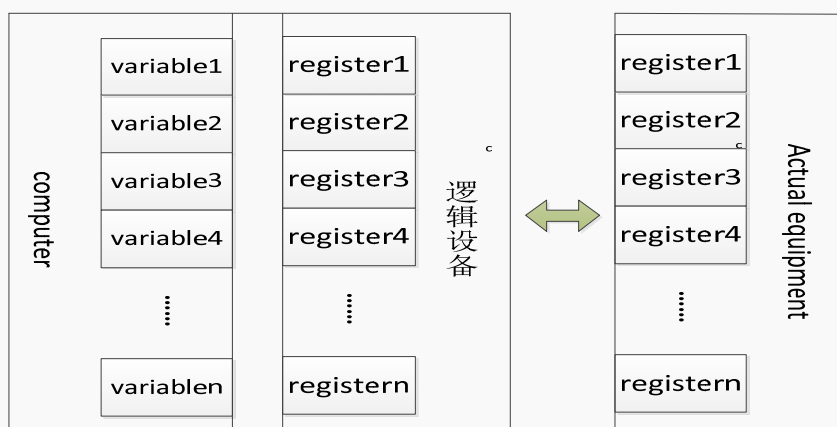 computer
variable1
variable2
variable3
variable4
variablen
register1
register2
register3
register4
registern
c
逻辑设备
register1
register2
c
register3
register4
registern
Actual equipment